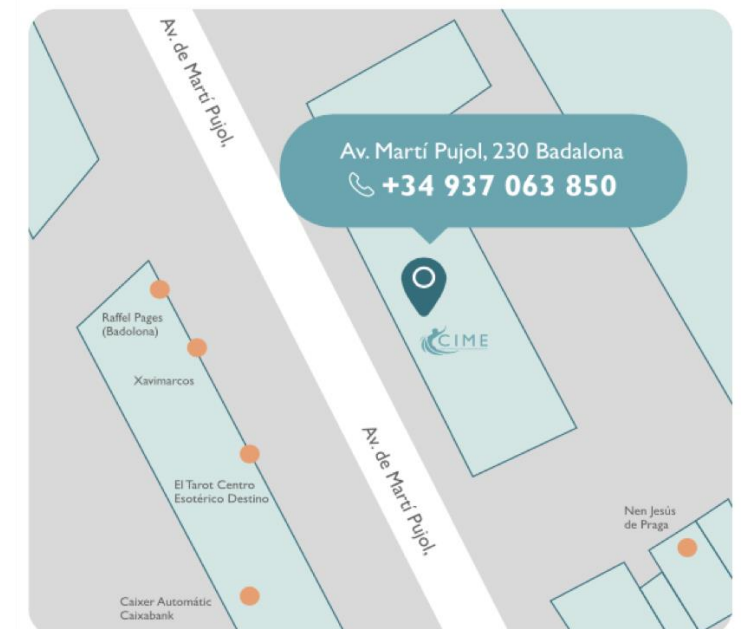 Av. de Martí Pujol,
Av. Martí Pujol, 230 Badalona
+34 937 063 850
Raffel Pages
(Badolona)
CIME
Xavimarcos
Av. de Martí Pujol,
El Tarot Centro
Esotérico Destino
Nen Jesús
de Praga
Caixer Automátic
Caixabank